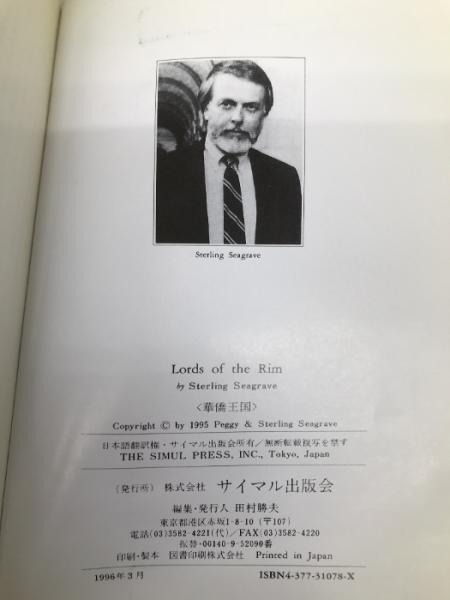 Sterling Seagrave
Lords of the Rim
by Sterling Seagrave
〈華僑王国〉
Copyright © by 1995 Peggy & Sterling Seagrave
日本語翻訳権・サイマル出版会所有/無断転載複写を禁ず
THE SIMUL PRESS, INC., Tokyo, Japan
(発行所) 株式会社 サイマル出版会
編集・発行人 田村勝夫
東京都港区赤坂1-8-10 (〒107)
電話(03)3582-4221(代)/FAX(03)3582-4220
振替・00140-9-52090番
印刷・製本 図書印刷株式会社 Printed in Japan
1996年3月 ISBN4-377-31078-X